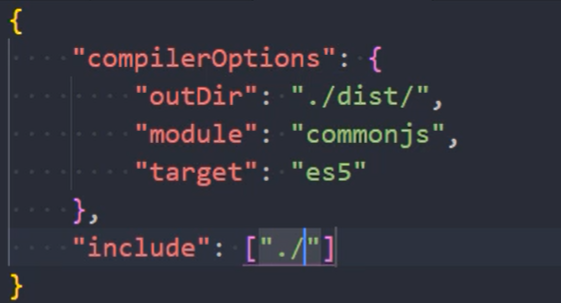 {
    "compilerOptions": {
        "outDir": "./dist/",
        "module": "commonjs",
        "target": "es5"
    },
    "include": ["./"]
}